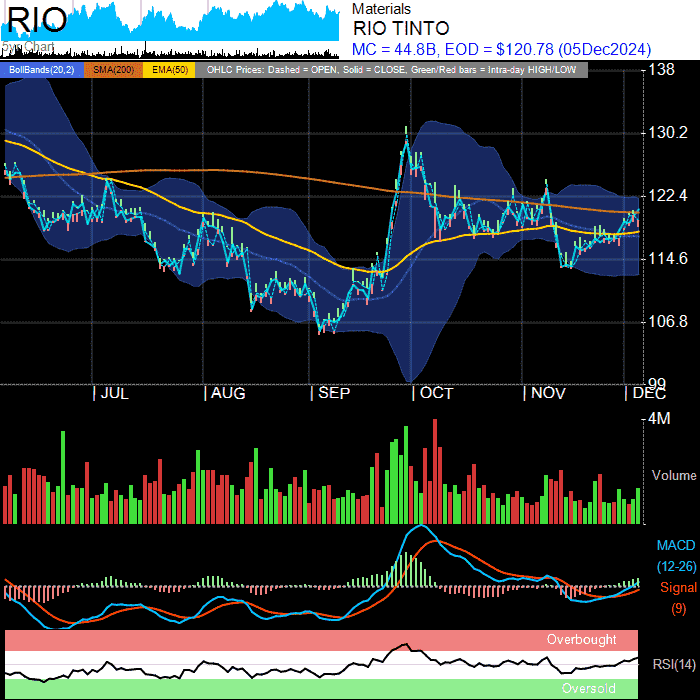 RIO
Materials
RIO TINTO
MC = 44.8B, EOD = $120.78 (05Dec2024)
BollBands(20,2) SMA(200) EMA(50) OHLC Prices: Dashed = OPEN, Solid = CLOSE, Green/Red bars = Intra-day HIGH/LOW
138
130.2
122.4
114.6
106.8
99
| JUL | AUG | SEP | OCT | NOV | DEC
4M
Volume
MACD
(12-26)
Signal
(9)
Overbought
RSI(14)
Oversold